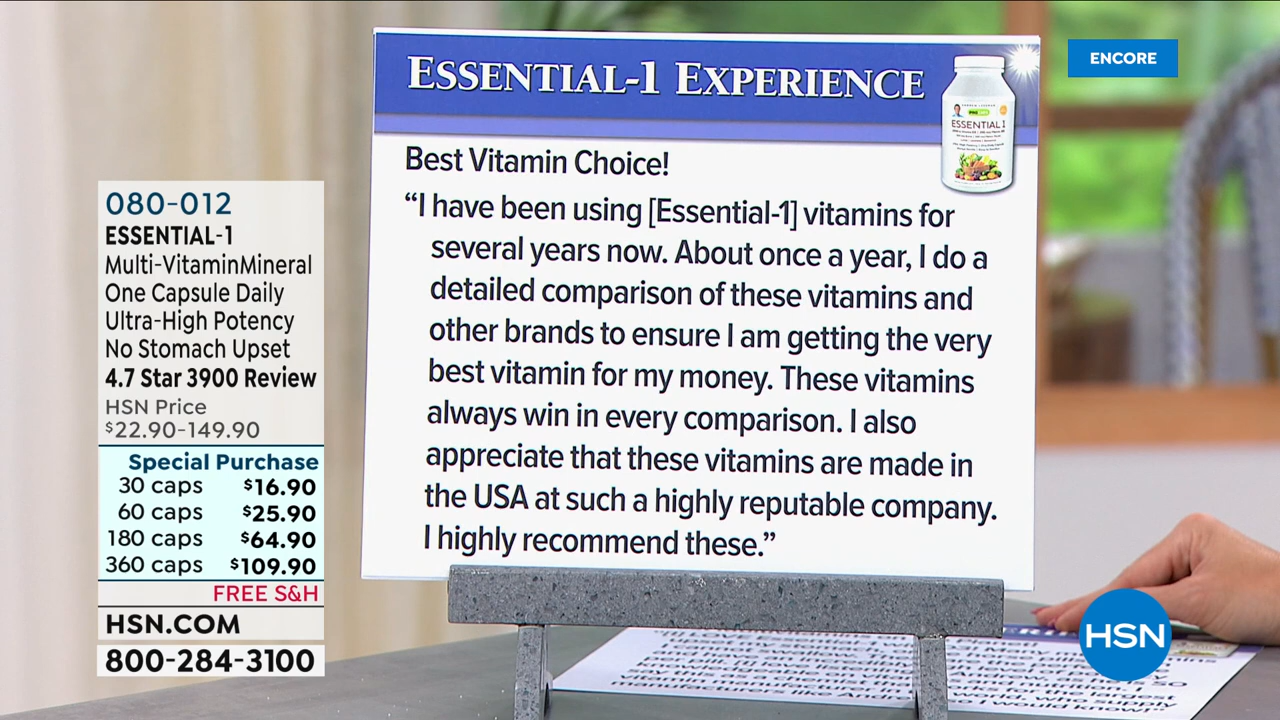 ENCORE
ESSENTIAL-1 EXPERIENCE
ESSENTIAL 1
Best Vitamin Choice!
“I have been using [Essential-1] vitamins for
several years now. About once a year, I do a
detailed comparison of these vitamins and
other brands to ensure I am getting the very
best vitamin for my money. These vitamins
always win in every comparison. I also
appreciate that these vitamins are made in
the USA at such a highly reputable company.
I highly recommend these.”
080-012
ESSENTIAL-1
Multi-VitaminMineral
One Capsule Daily
Ultra-High Potency
No Stomach Upset
4.7 Star 3900 Review
HSN Price
$22.90-149.90
Special Purchase
30 caps $16.90
60 caps $25.90
180 caps $64.90
360 caps $109.90
FREE S&H
HSN.COM
800-284-3100
HSN